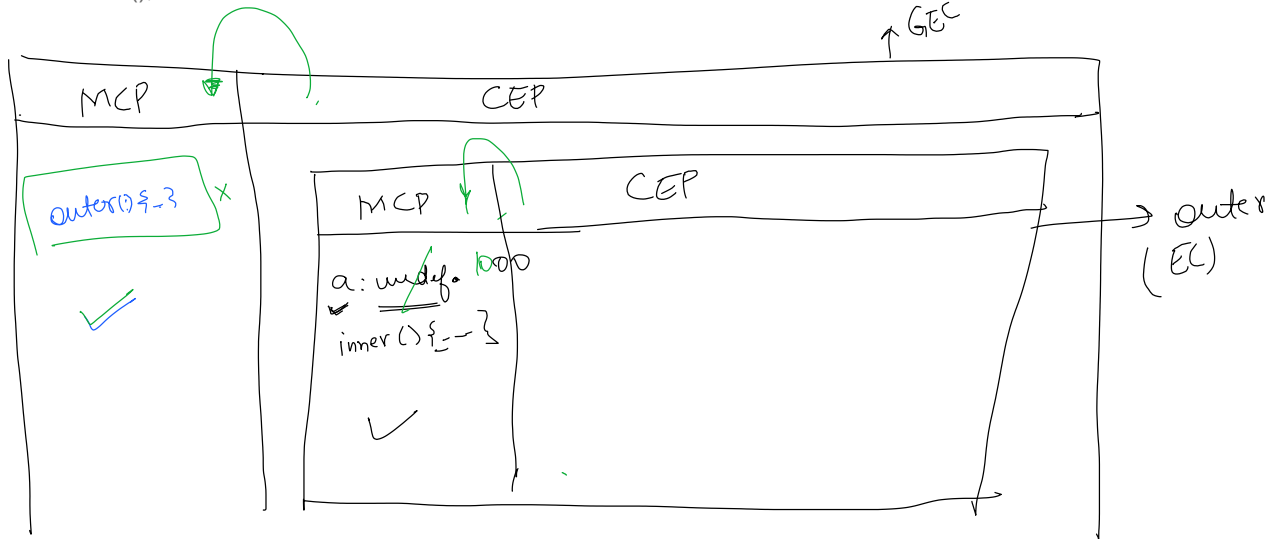 GEC
MCP
CEP
outer(){--}
x
MCP
CEP
outer
(EC)
a: undef. 1000
inner(){---}